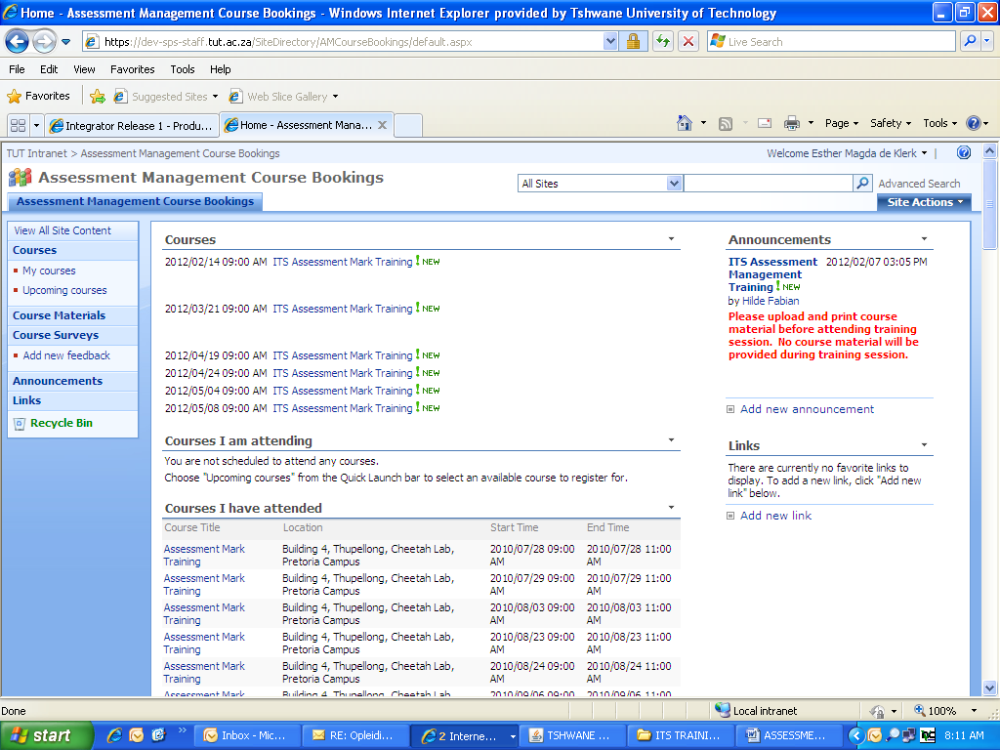 Home - Assessment Management Course Bookings - Windows Internet Explorer provided by Tshwane University of Technology
https://dev-sps-staff.tut.ac.za/SiteDirectory/AMCourseBookings/default.aspx
Live Search
File Edit View Favorites Tools Help
Favorites Suggested Sites Web Slice Gallery
Integrator Release 1 - Produ... Home - Assessment Mana... Page Safety Tools
TUT Intranet > Assessment Management Course Bookings
Welcome Esther Magda de Klerk
Assessment Management Course Bookings
All Sites
Advanced Search
Assessment Management Course Bookings
Site Actions
View All Site Content
Courses
My courses
Upcoming courses
Course Materials
Course Surveys
Add new feedback
Announcements
Links
Recycle Bin
Courses
2012/02/14 09:00 AM ITS Assessment Mark Training ! NEW
2012/03/21 09:00 AM ITS Assessment Mark Training ! NEW
2012/04/19 09:00 AM ITS Assessment Mark Training ! NEW
2012/04/24 09:00 AM ITS Assessment Mark Training ! NEW
2012/05/04 09:00 AM ITS Assessment Mark Training ! NEW
2012/05/08 09:00 AM ITS Assessment Mark Training ! NEW
Courses I am attending
You are not scheduled to attend any courses.
Choose "Upcoming courses" from the Quick Launch bar to select an available course to register for.
Courses I have attended
Course Title Location Start Time End Time
Assessment Mark Building 4, Thupellong, Cheetah Lab, 2010/07/28 09:00 2010/07/28 11:00
Training Pretoria Campus AM AM
Assessment Mark Building 4, Thupellong, Cheetah Lab, 2010/07/29 09:00 2010/07/29 11:00
Training Pretoria Campus AM AM
Assessment Mark Building 4, Thupellong, Cheetah Lab, 2010/08/03 09:00 2010/08/03 11:00
Training Pretoria Campus AM AM
Assessment Mark Building 4, Thupellong, Cheetah Lab, 2010/08/23 09:00 2010/08/23 11:00
Training Pretoria Campus AM AM
Assessment Mark Building 4, Thupellong, Cheetah Lab, 2010/08/24 09:00 2010/08/24 11:00
Training Pretoria Campus AM AM
Assessment Mark Building 4, Thupellong, Cheetah Lab, 2010/09/06 09:00 2010/09/06 11:00
Announcements
ITS Assessment 2012/02/07 03:05 PM
Management
Training ! NEW
by Hilde Fabian
Please upload and print course
material before attending training
session. No course material will be
provided during training session.
Add new announcement
Links
There are currently no favorite links to
display. To add a new link, click "Add new
link" below.
Add new link
Done Local intranet 100%
start Inbox - Mic... RE: Opleidi... 2 Interne... TSHWANE ... ITS TRAINI... ASSESSME... 8:11 AM